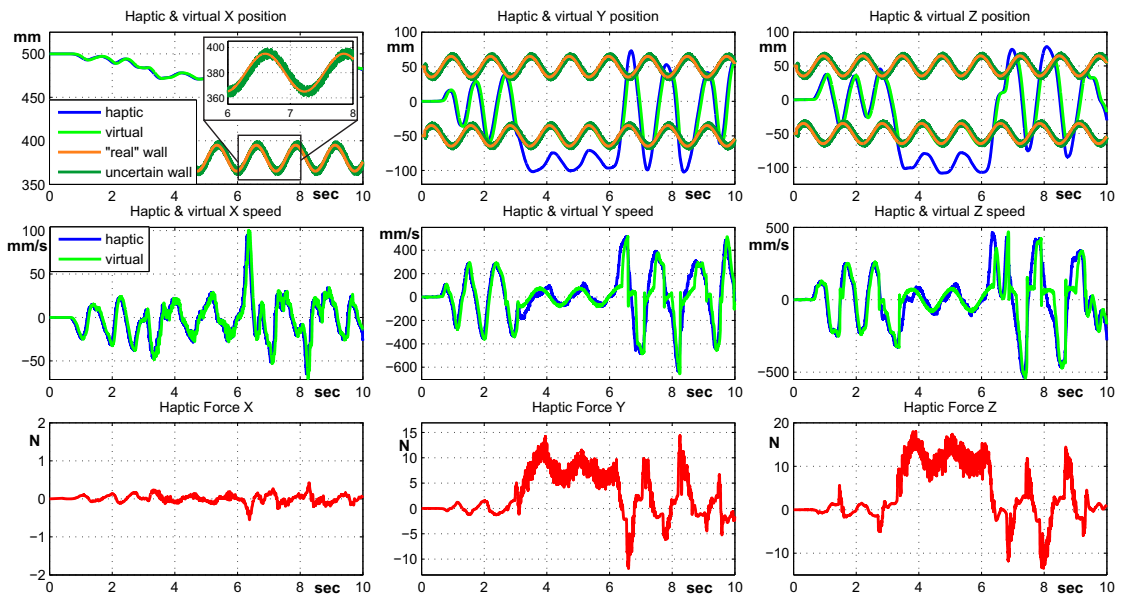 Haptic & virtual X position
mm
500
450
400
350
0 2 4 6 8 10
sec
400
380
360
6 7 8
haptic
virtual
"real" wall
uncertain wall
Haptic & virtual Y position
mm
100
50
0
−50
−100
0 2 4 6 8 10
sec
Haptic & virtual Z position
mm
100
50
0
−50
−100
0 2 4 6 8 10
sec
Haptic & virtual X speed
mm/s
100
50
0
−50
0 2 4 6 8 10
sec
haptic
virtual
Haptic & virtual Y speed
mm/s
400
200
0
−200
−400
−600
0 2 4 6 8 10
sec
Haptic & virtual Z speed
500
mm/s
0
−500
0 2 4 6 8 10
sec
Haptic Force X
N
2
1
0
−1
−2
0 2 4 6 8 10
sec
Haptic Force Y
N
15
10
5
0
−5
−10
0 2 4 6 8 10
sec
Haptic Force Z
N
20
10
0
−10
0 2 4 6 8 10
sec